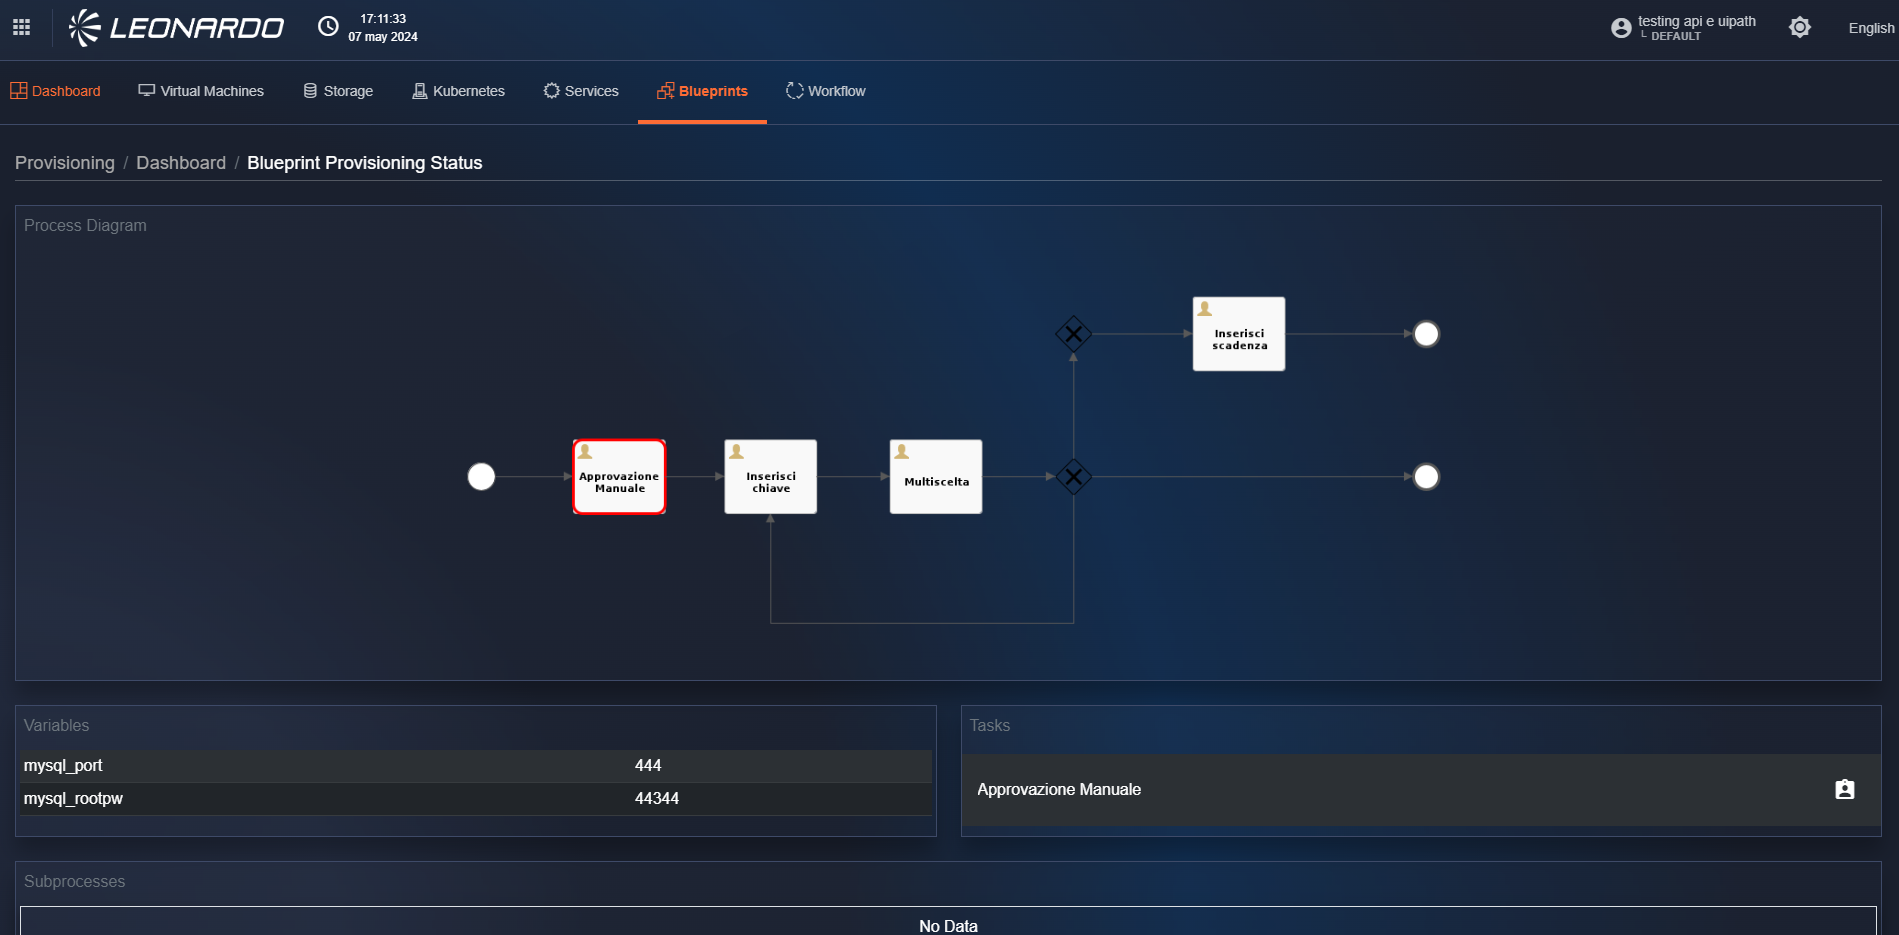 LEONARDO
17:11:33
07 may 2024
testing api e uipath
└ DEFAULT
English
Dashboard
Virtual Machines
Storage
Kubernetes
Services
Blueprints
Workflow
Provisioning / Dashboard / Blueprint Provisioning Status
Process Diagram
Inserisci
scadenza
Approvazione
Manuale
Inserisci
chiave
Multiscelta
Variables
mysql_port 444
mysql_rootpw 44344
Tasks
Approvazione Manuale
Subprocesses
No Data